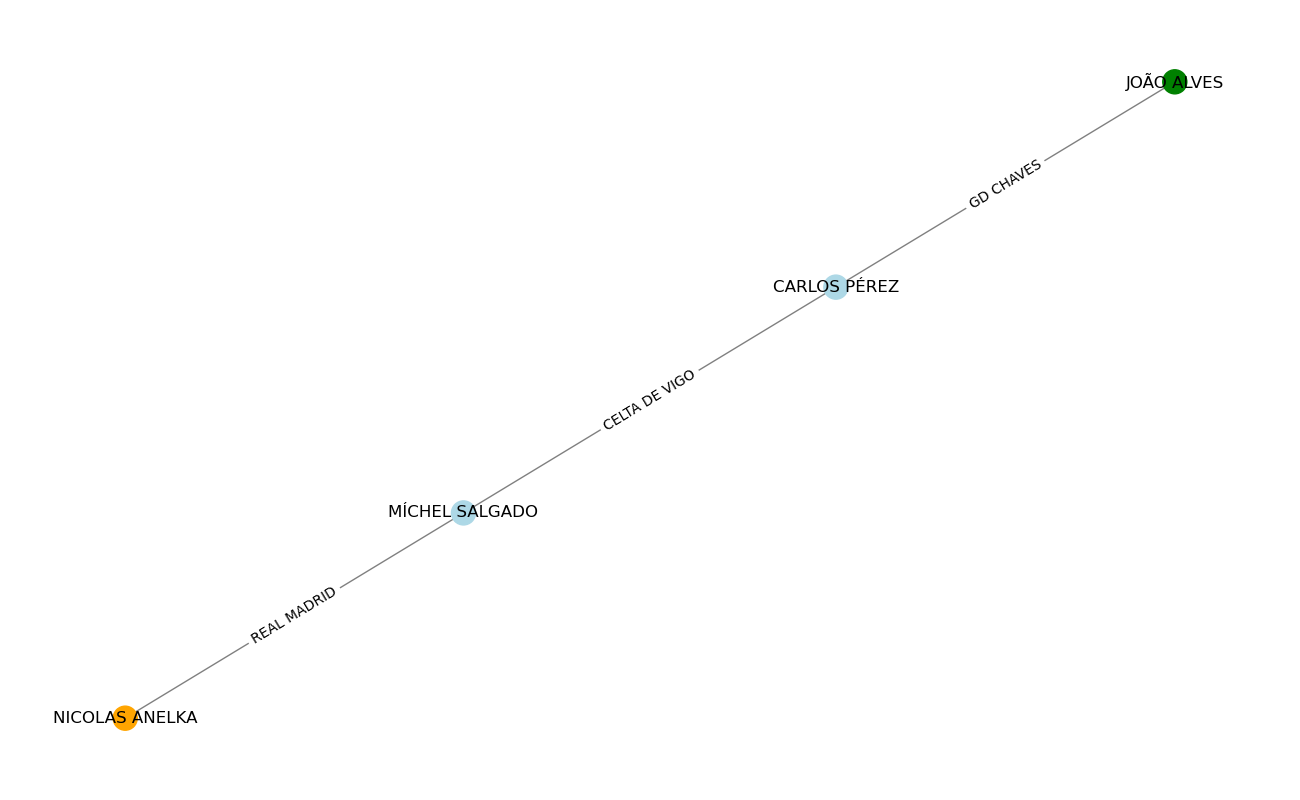 JOÃO ALVES
GD CHAVES
CARLOS PÉREZ
CELTA DE VIGO
MÍCHEL SALGADO
REAL MADRID
NICOLAS ANELKA